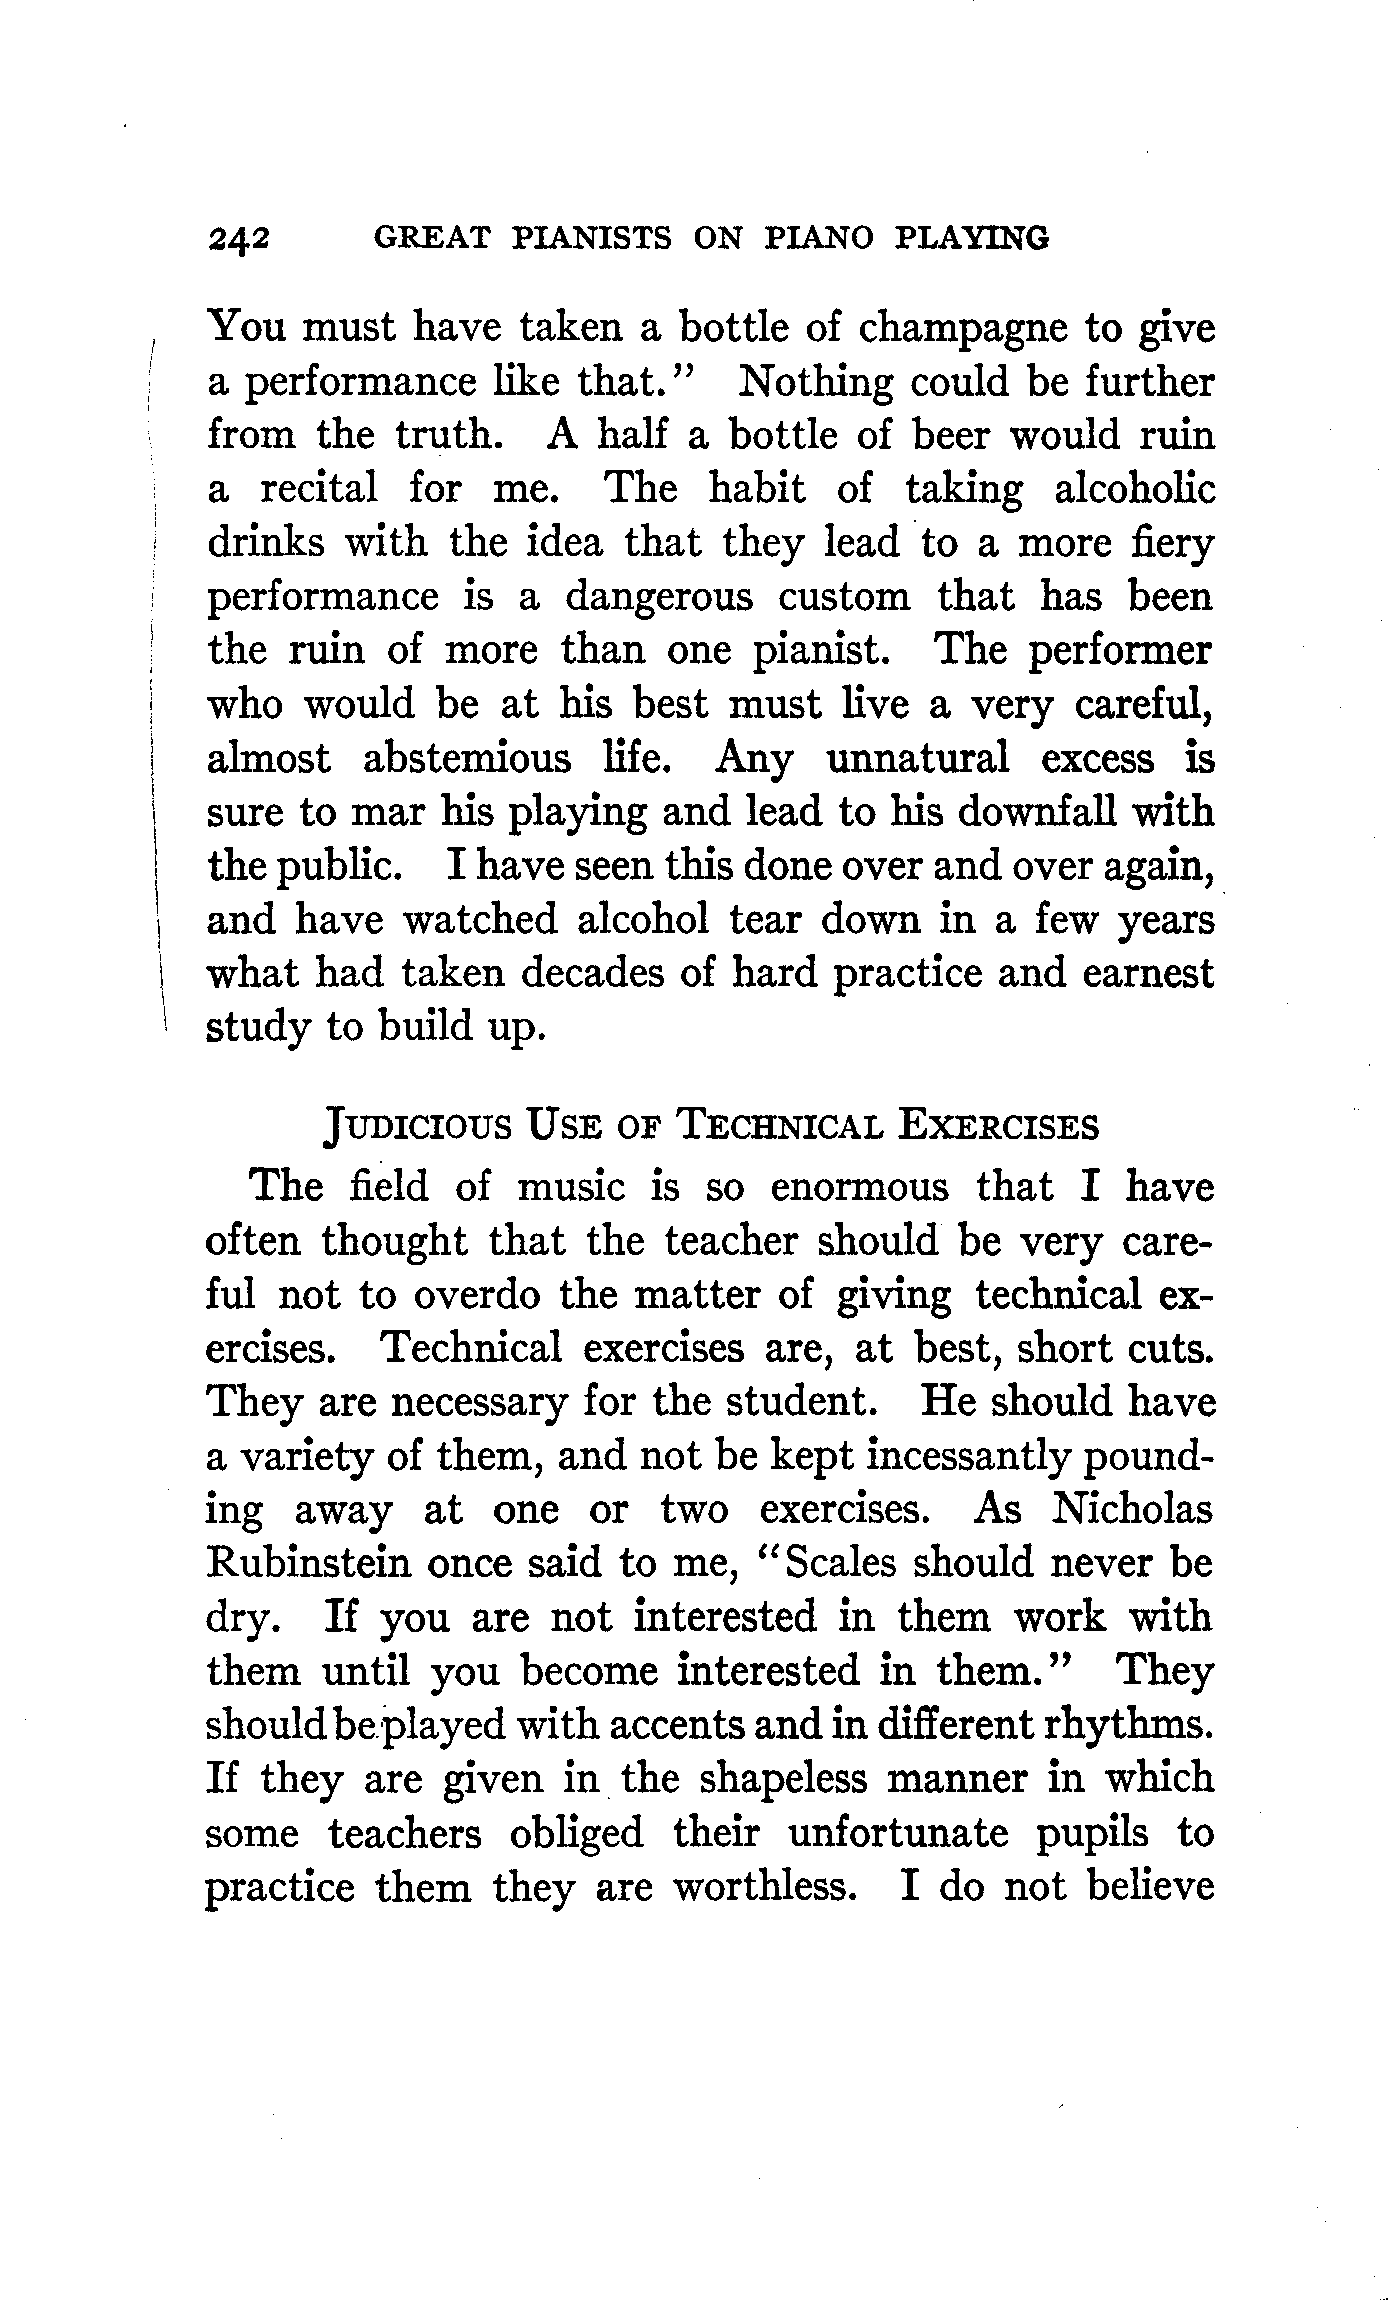 242 GREAT PIANISTS ON PIANO PLAYING
You must have taken a bottle of champagne to give
a performance like that.” Nothing could be further
from the truth. A half a bottle of beer would ruin
a recital for me. The habit of taking alcoholic
drinks with the idea that they lead to a more fiery
performance is a dangerous custom that has been
the ruin of more than one pianist. The performer
who would be at his best must live a very careful,
almost abstemious life. Any unnatural excess is
sure to mar his playing and lead to his downfall with
the public. I have seen this done over and over again,
and have watched alcohol tear down in a few years
what had taken decades of hard practice and earnest
study to build up.
JUDICIOUS USE OF TECHNICAL EXERCISES
The field of music is so enormous that I have
often thought that the teacher should be very care-
ful not to overdo the matter of giving technical ex-
ercises. Technical exercises are, at best, short cuts.
They are necessary for the student. He should have
a variety of them, and not be kept incessantly pound-
ing away at one or two exercises. As Nicholas
Rubinstein once said to me, “Scales should never be
dry. If you are not interested in them work with
them until you become interested in them.” They
should be played with accents and in different rhythms.
If they are given in the shapeless manner in which
some teachers obliged their unfortunate pupils to
practice them they are worthless. I do not believe